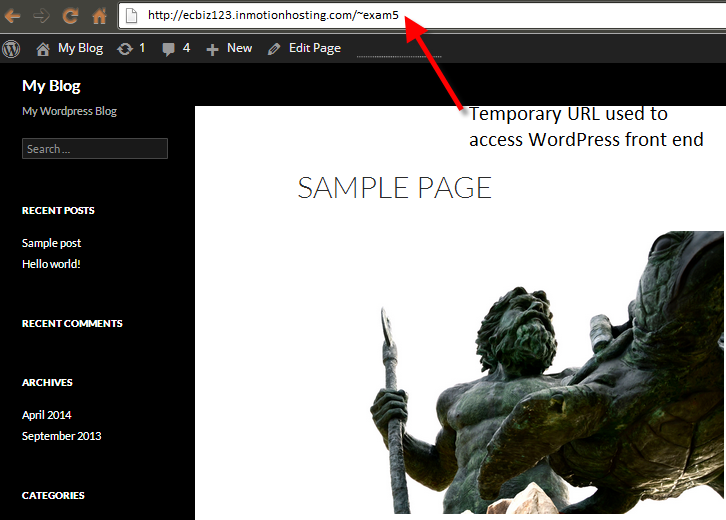 http://ecbiz123.inmotionhosting.com/~exam5
My Blog 1 4 New Edit Page
My Blog
My Wordpress Blog
Search ...
RECENT POSTS
Sample post
Hello world!
RECENT COMMENTS
ARCHIVES
April 2014
September 2013
CATEGORIES
Temporary URL used to
access WordPress front end
SAMPLE PAGE